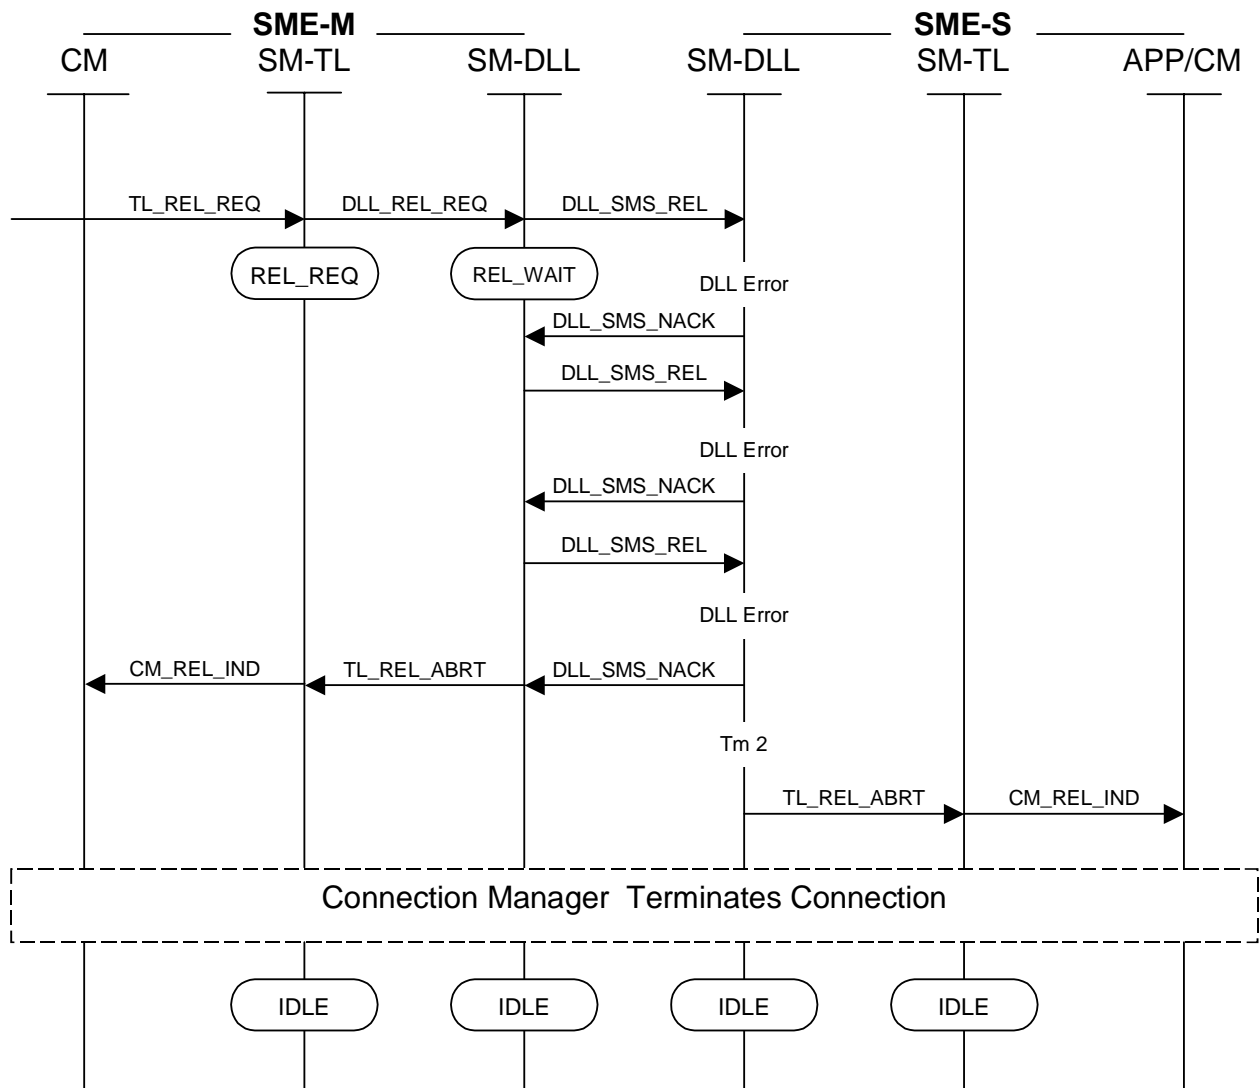 SME-M SME-S
CM SM-TL SM-DLL SM-DLL SM-TL APP/CM
TL_REL_REQ DLL_REL_REQ DLL_SMS_REL
REL_REQ REL_WAIT
DLL Error
DLL_SMS_NACK
DLL_SMS_REL
DLL Error
DLL_SMS_NACK
DLL_SMS_REL
DLL Error
CM_REL_IND TL_REL_ABRT DLL_SMS_NACK
Tm 2
TL_REL_ABRT CM_REL_IND
Connection Manager Terminates Connection
IDLE IDLE IDLE IDLE